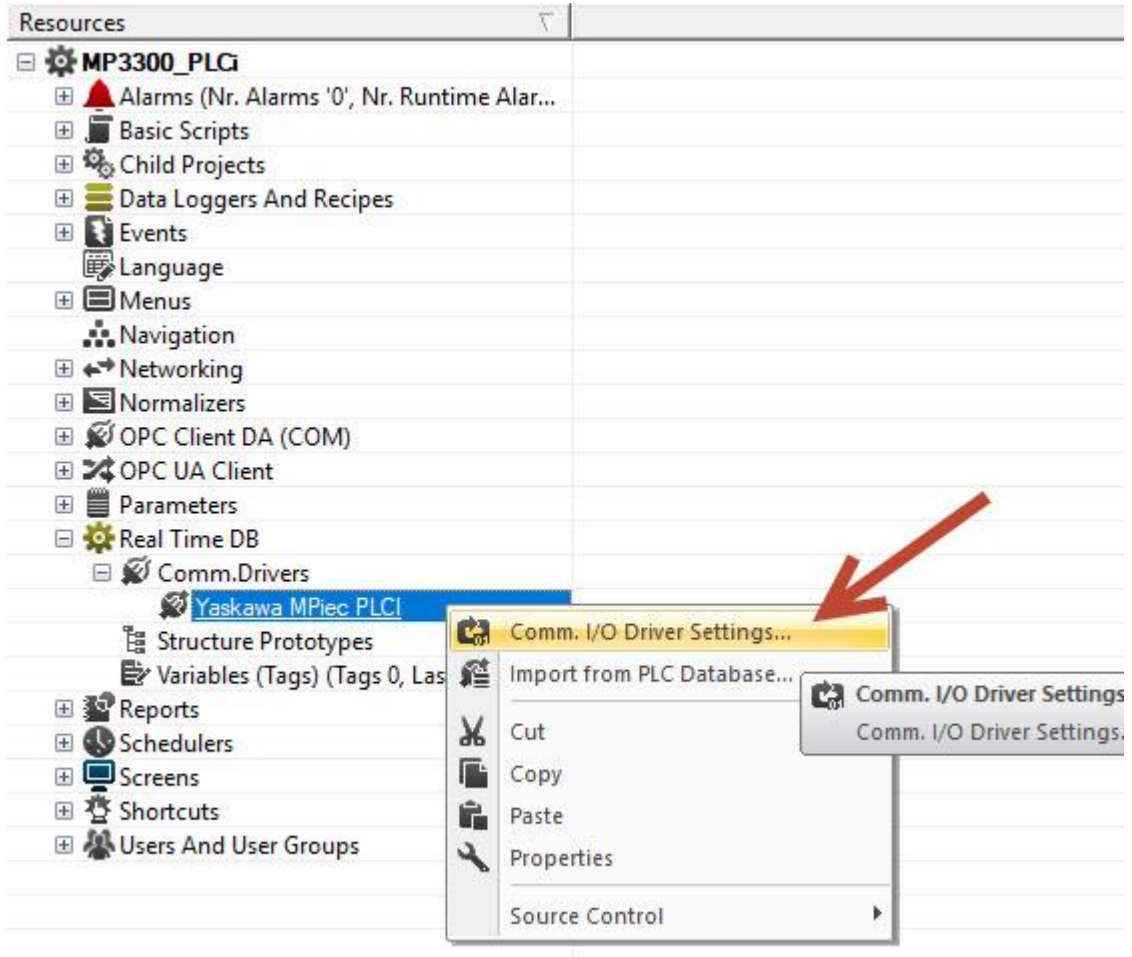 Resources
MP3300_PLCi
Alarms (Nr. Alarms '0', Nr. Runtime Alar...
Basic Scripts
Child Projects
Data Loggers And Recipes
Events
Language
Menus
Navigation
Networking
Normalizers
OPC Client DA (COM)
OPC UA Client
Parameters
Real Time DB
Comm.Drivers
Yaskawa MPiec PLCI
Structure Prototypes
Variables (Tags) (Tags 0, Las
Reports
Schedulers
Screens
Shortcuts
Users And User Groups
Comm. I/O Driver Settings...
Import from PLC Database...
Cut
Copy
Paste
Properties
Source Control
Comm. I/O Driver Settings
Comm. I/O Driver Settings.